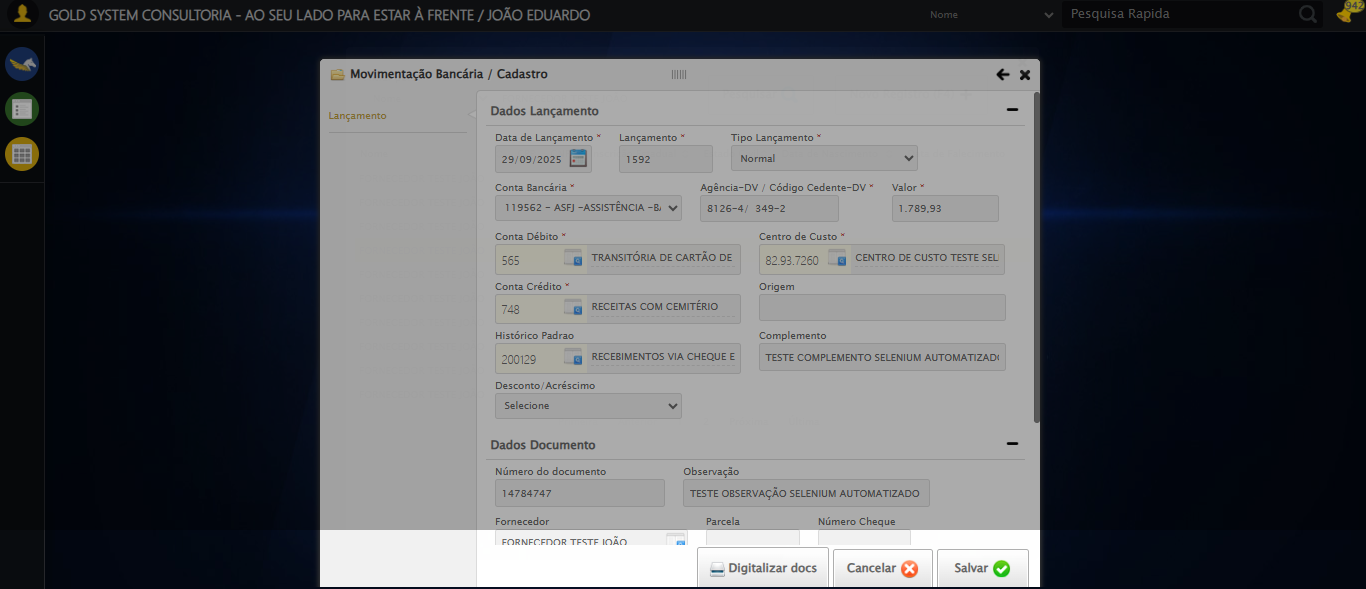 GOLD SYSTEM CONSULTORIA - AO SEU LADO PARA ESTAR À FRENTE / JOÃO EDUARDO
Nome
Pesquisa Rapida
942
Movimentação Bancária / Cadastro
Lançamento
Dados Lançamento
Data de Lançamento * Lançamento * Tipo Lançamento *
29/09/2025 1592 Normal
Conta Bancária * Agência-DV / Código Cedente-DV * Valor *
119562 - ASFJ -ASSISTÊNCIA -BA 8126-4/ 349-2 1.789,93
Conta Débito * Centro de Custo *
565 TRANSITÓRIA DE CARTÃO DE 82.93.7260 CENTRO DE CUSTO TESTE SEL
Conta Crédito * Origem
748 RECEITAS COM CEMITÉRIO
Histórico Padrao Complemento
200129 RECEBIMENTOS VIA CHEQUE E TESTE COMPLEMENTO SELENIUM AUTOMATIZADO
Desconto/Acréscimo
Selecione
Dados Documento
Número do documento Observação
14784747 TESTE OBSERVAÇÃO SELENIUM AUTOMATIZADO
Fornecedor Parcela Número Cheque
FORNECEDOR TESTE JOÃO
Digitalizar docs Cancelar Salvar